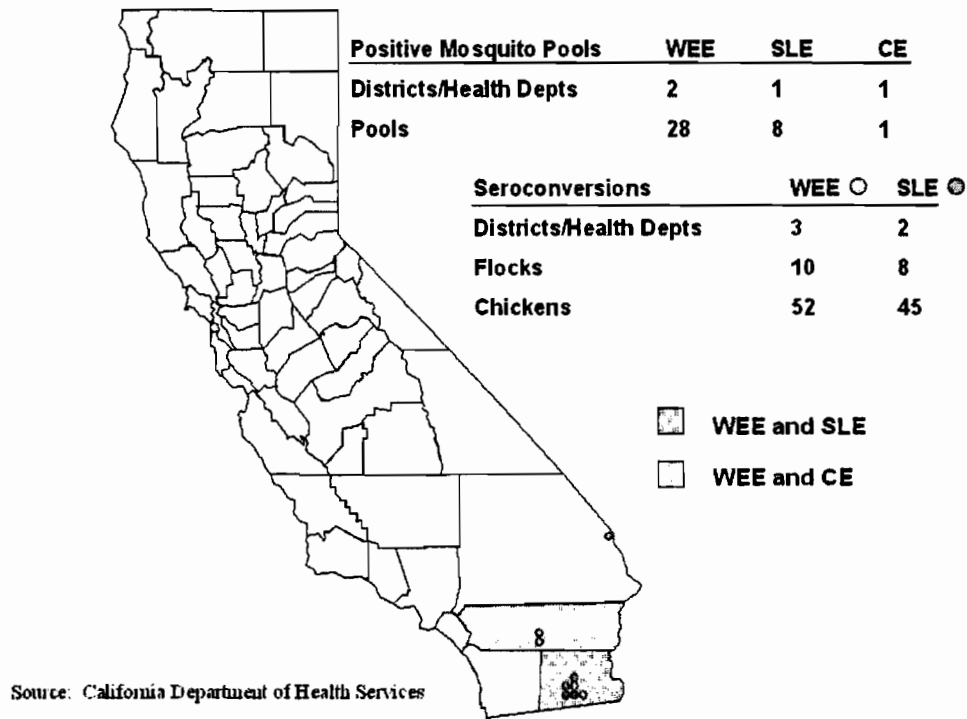 Positive Mosquito Pools WEE SLE CE
Districts/Health Depts 2 1 1
Pools 28 8 1
Seroconversions WEE SLE
Districts/Health Depts 3 2
Flocks 10 8
Chickens 52 45
WEE and SLE
WEE and CE
Source: California Department of Health Services